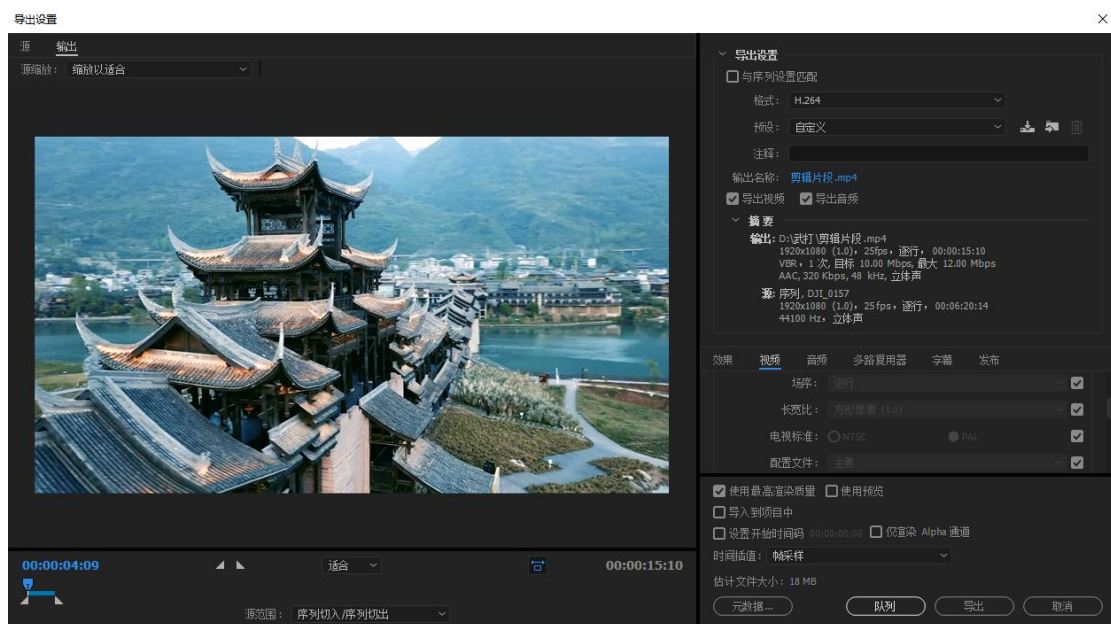 导出设置
源 输出
源缩放： 缩放以适合
00:00:04:09
适合
00:00:15:10
源范围： 序列切入/序列切出
导出设置
与序列设置匹配
格式： H.264
预设： 自定义
注释：
输出名称： 剪辑片段.mp4
导出视频 导出音频
摘要
输出： D:\武打\剪辑片段.mp4
1920x1080 (1.0)， 25fps， 逐行， 00:00:15:10
VBR， 1 次, 目标 10.00 Mbps, 最大 12.00 Mbps
AAC, 320 Kbps, 48 kHz, 立体声
源： 序列, DJI_0157
1920x1080 (1.0)， 25fps， 逐行， 00:06:20:14
44100 Hz， 立体声
效果 视频 音频 多路复用器 字幕 发布
场序： 逐行
长宽比： 方形像素 (1.0)
电视标准： NTSC PAL
配置文件： 主要
使用最高渲染质量 使用预览
导入到项目中
设置开始时间码 00:00:00:00 仅渲染 Alpha 通道
时间插值： 帧采样
估计文件大小： 18 MB
元数据... 队列 导出 取消